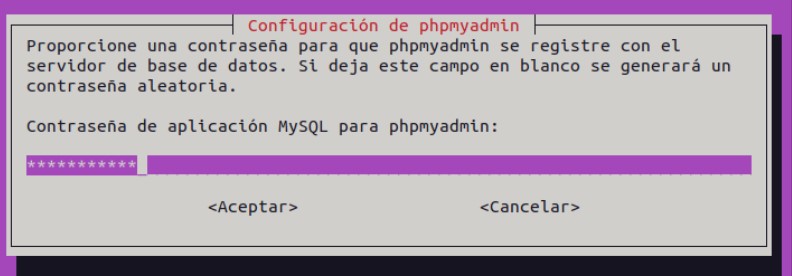 Configuración de phpmyadmin
Proporcione una contraseña para que phpmyadmin se registre con el
servidor de base de datos. Si deja este campo en blanco se generará un
contraseña aleatoria.
Contraseña de aplicación MySQL para phpmyadmin:
***********
<Aceptar> <Cancelar>